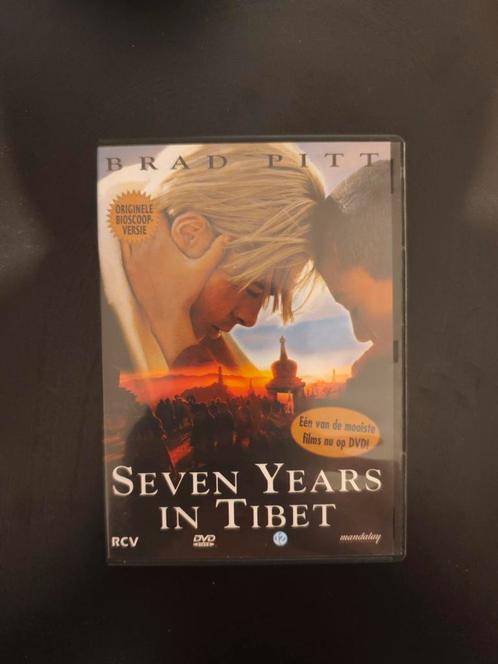 BRAD PITT
ORIGINELE
BIOSCOOP-
VERSIE
Eén van de mooiste
films nu op DVD!
SEVEN YEARS
IN TIBET
RCV
DVD
VIDEO
12
mandalay